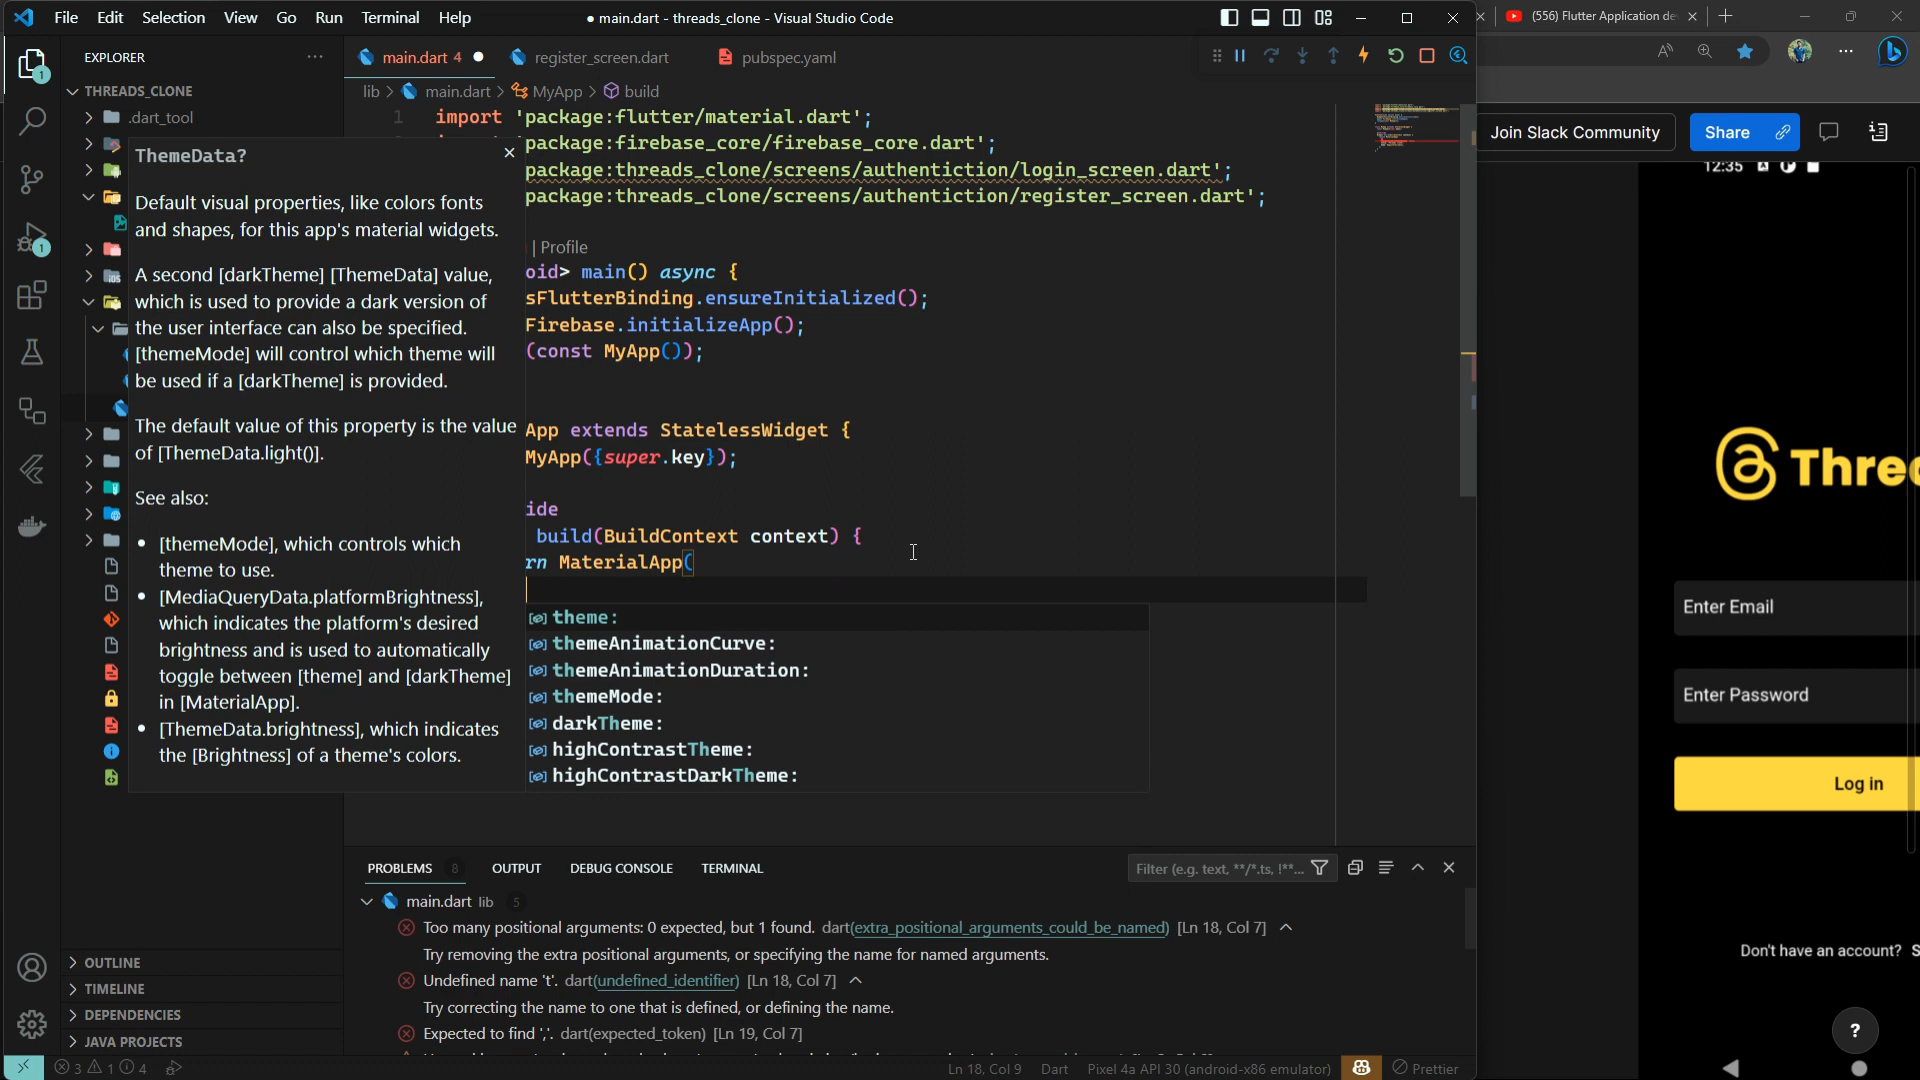 File Edit Selection View Go Run Terminal Help
● main.dart - threads_clone - Visual Studio Code
(556) Flutter Application de
EXPLORER
main.dart 4
register_screen.dart
pubspec.yaml
THREADS_CLONE
lib > main.dart > MyApp > build
.dart_tool
1 import 'package:flutter/material.dart';
package:firebase_core/firebase_core.dart';
package:threads_clone/screens/authentiction/login_screen.dart';
package:threads_clone/screens/authentiction/register_screen.dart';
| Profile
oid> main() async {
sFlutterBinding.ensureInitialized();
Firebase.initializeApp();
(const MyApp());
App extends StatelessWidget {
MyApp({super.key});
ide
build(BuildContext context) {
rn MaterialApp(
ThemeData?
Default visual properties, like colors fonts
and shapes, for this app's material widgets.
A second [darkTheme] [ThemeData] value,
which is used to provide a dark version of
the user interface can also be specified.
[themeMode] will control which theme will
be used if a [darkTheme] is provided.
The default value of this property is the value
of [ThemeData.light()].
See also:
• [themeMode], which controls which
theme to use.
• [MediaQueryData.platformBrightness],
which indicates the platform's desired
brightness and is used to automatically
toggle between [theme] and [darkTheme]
in [MaterialApp].
• [ThemeData.brightness], which indicates
the [Brightness] of a theme's colors.
theme:
themeAnimationCurve:
themeAnimationDuration:
themeMode:
darkTheme:
highContrastTheme:
highContrastDarkTheme:
PROBLEMS 8 OUTPUT DEBUG CONSOLE TERMINAL
Filter (e.g. text, **/*.ts, !**...
main.dart lib 5
Too many positional arguments: 0 expected, but 1 found. dart(extra_positional_arguments_could_be_named) [Ln 18, Col 7]
Try removing the extra positional arguments, or specifying the name for named arguments.
Undefined name 't'. dart(undefined_identifier) [Ln 18, Col 7]
Try correcting the name to one that is defined, or defining the name.
Expected to find ','. dart(expected_token) [Ln 19, Col 7]
OUTLINE
TIMELINE
DEPENDENCIES
JAVA PROJECTS
3 1 4
Ln 18, Col 9 Dart Pixel 4a API 30 (android-x86 emulator) Prettier
Join Slack Community
Share
12:35
Threa
Enter Email
Enter Password
Log in
Don't have an account? S
?